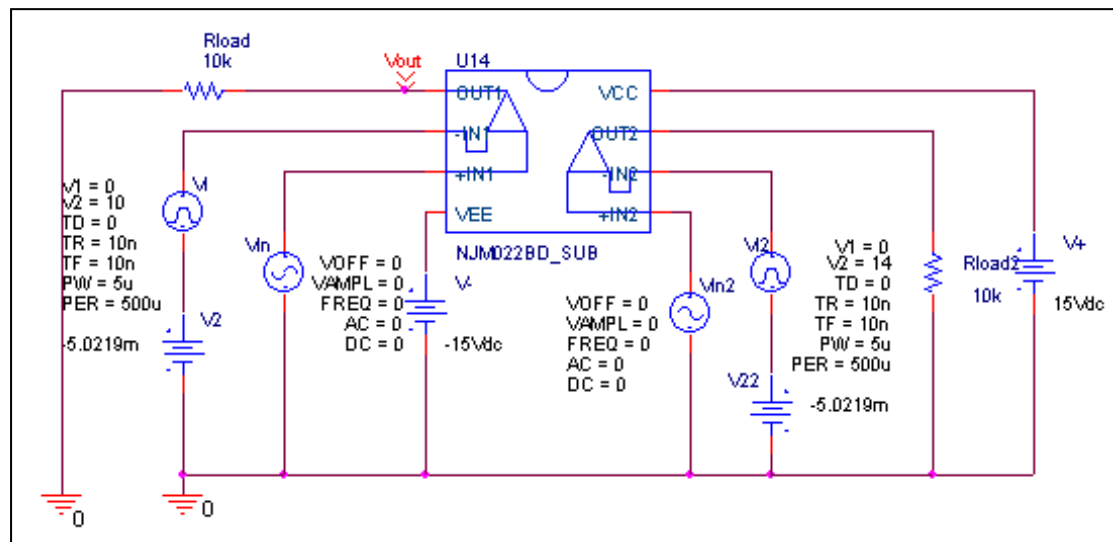 Rload
10k
Vout
U14
OUT1
-IN1
+IN1
VEE
VCC
OUT2
-IN2
+IN2
NJM022BD_SUB
V1 = 0
V2 = 10
TD = 0
TR = 10n
TF = 10n
PW = 5u
PER = 500u
VI
V2
-5.0219m
VIn
VOFF = 0
VAMPL = 0
FREQ = 0
AC = 0
DC = 0
V-
-15Vdc
VOFF = 0
VAMPL = 0
FREQ = 0
AC = 0
DC = 0
VIn2
VI2
V1 = 0
V2 = 14
TD = 0
TR = 10n
TF = 10n
PW = 5u
PER = 500u
V22
-5.0219m
Rload2
10k
V+
15Vdc
0
0